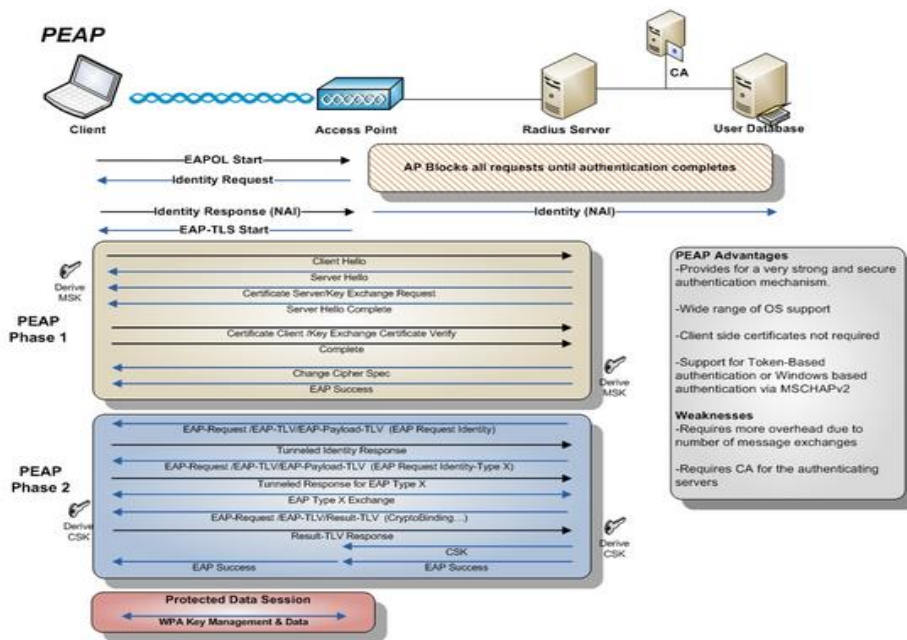 PEAP
CA
Client
Access Point
Radius Server
User Database
EAPOL Start
Identity Request
AP Blocks all requests until authentication completes
Identity Response (NAI)
Identity (NAI)
EAP-TLS Start
PEAP
Phase 1
Derive
MSK
Client Hello
Server Hello
Certificate Server/Key Exchange Request
Server Hello Complete
Certificate Client /Key Exchange Certificate Verify
Complete
Change Cipher Spec
EAP Success
Derive
MSK
PEAP
Phase 2
Derive
CSK
EAP-Request /EAP-TLV/EAP-Payload-TLV (EAP Request Identity)
Tunneled Identity Response
EAP-Request /EAP-TLV/EAP-Payload-TLV (EAP Request Identity-Type X)
Tunneled Response for EAP Type X
EAP Type X Exchange
EAP-Request /EAP-TLV//Result-TLV (CryptoBinding...)
Result-TLV Response
CSK
EAP Success
EAP Success
Derive
CSK
Protected Data Session
WPA Key Management & Data
PEAP Advantages
-Provides for a very strong and secure
authentication mechanism.
-Wide range of OS support
-Client side certificates not required
-Support for Token-Based
authentication or Windows based
authentication via MSCHAPv2
Weaknesses
-Requires more overhead due to
number of message exchanges
-Requires CA for the authenticating
servers